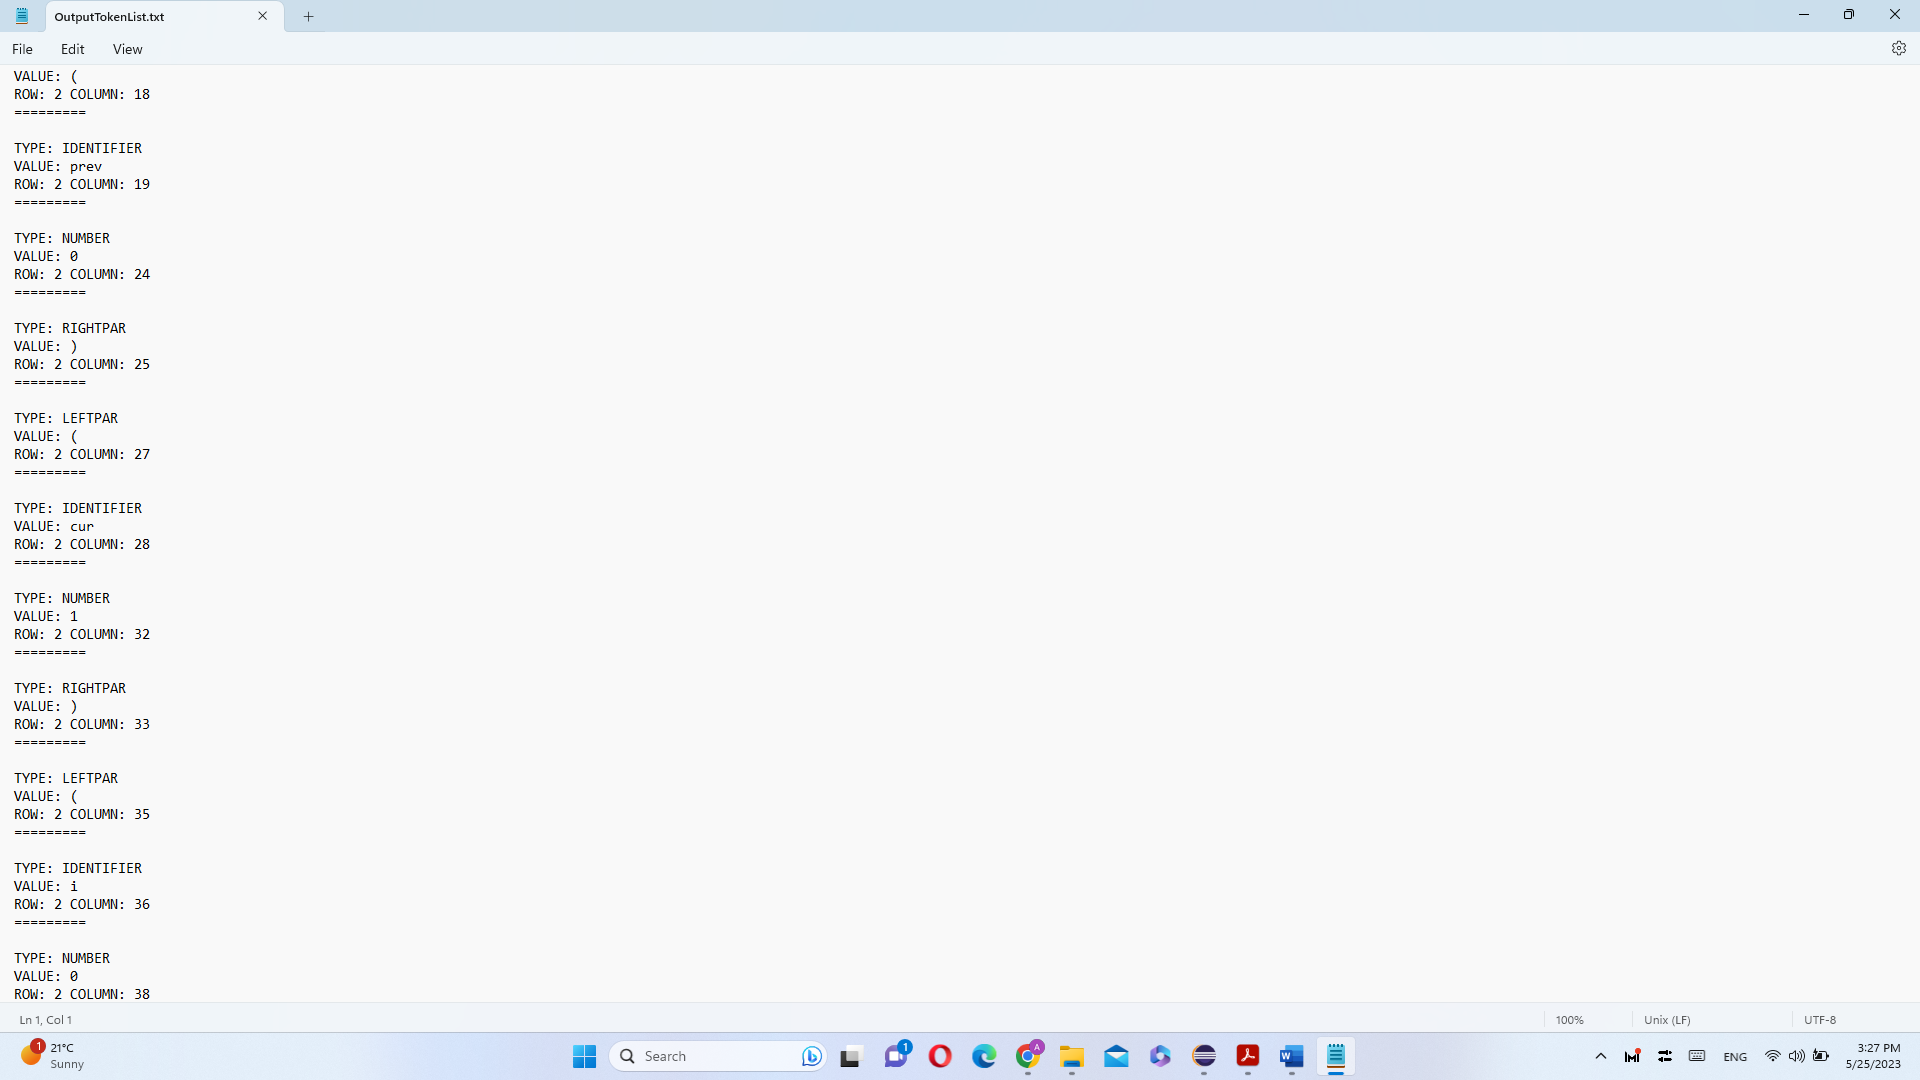 OutputTokenList.txt
File Edit View
VALUE: (
ROW: 2 COLUMN: 18
=========
TYPE: IDENTIFIER
VALUE: prev
ROW: 2 COLUMN: 19
=========
TYPE: NUMBER
VALUE: 0
ROW: 2 COLUMN: 24
=========
TYPE: RIGHTPAR
VALUE: )
ROW: 2 COLUMN: 25
=========
TYPE: LEFTPAR
VALUE: (
ROW: 2 COLUMN: 27
=========
TYPE: IDENTIFIER
VALUE: cur
ROW: 2 COLUMN: 28
=========
TYPE: NUMBER
VALUE: 1
ROW: 2 COLUMN: 32
=========
TYPE: RIGHTPAR
VALUE: )
ROW: 2 COLUMN: 33
=========
TYPE: LEFTPAR
VALUE: (
ROW: 2 COLUMN: 35
=========
TYPE: IDENTIFIER
VALUE: i
ROW: 2 COLUMN: 36
=========
TYPE: NUMBER
VALUE: 0
ROW: 2 COLUMN: 38
Ln 1, Col 1 100% Unix (LF) UTF-8
1 21°C
Sunny
Search
1
A
W
ENG
3:27 PM
5/25/2023